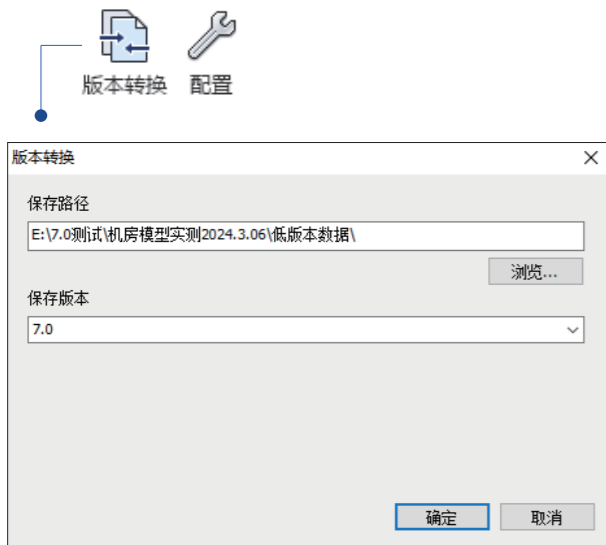 版本转换 配置
版本转换
保存路径
E:\7.0测试\机房模型实测2024.3.06\低版本数据\
浏览...
保存版本
7.0
确定 取消